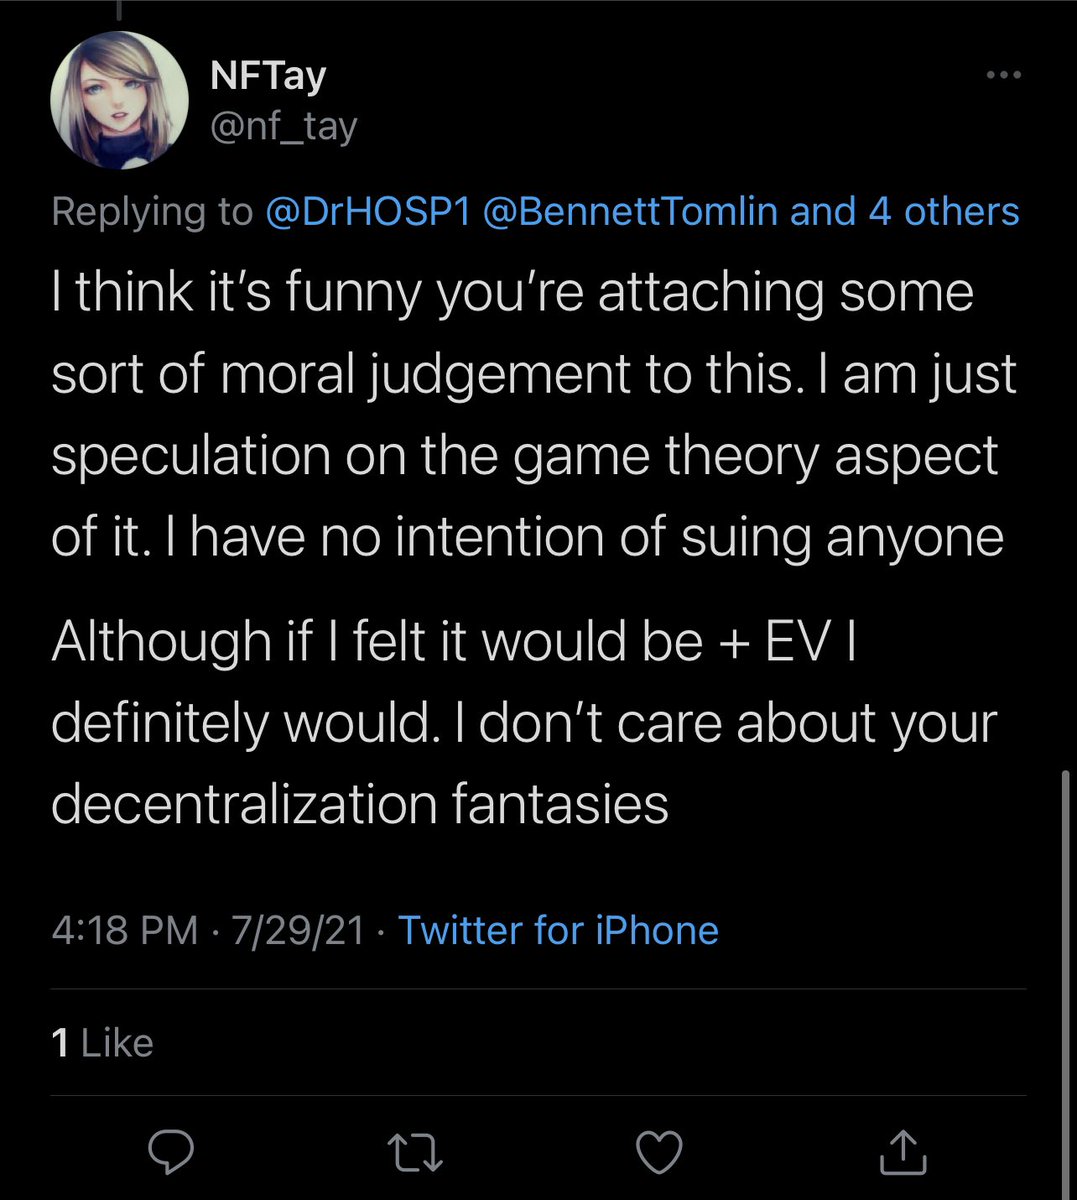 NFTay
@nf_tay
Replying to @DrHOSP1 @BennettTomlin and 4 others
I think it’s funny you’re attaching some
sort of moral judgement to this. I am just
speculation on the game theory aspect
of it. I have no intention of suing anyone
Although if I felt it would be + EV I
definitely would. I don’t care about your
decentralization fantasies
4:18 PM · 7/29/21 · Twitter for iPhone
1 Like